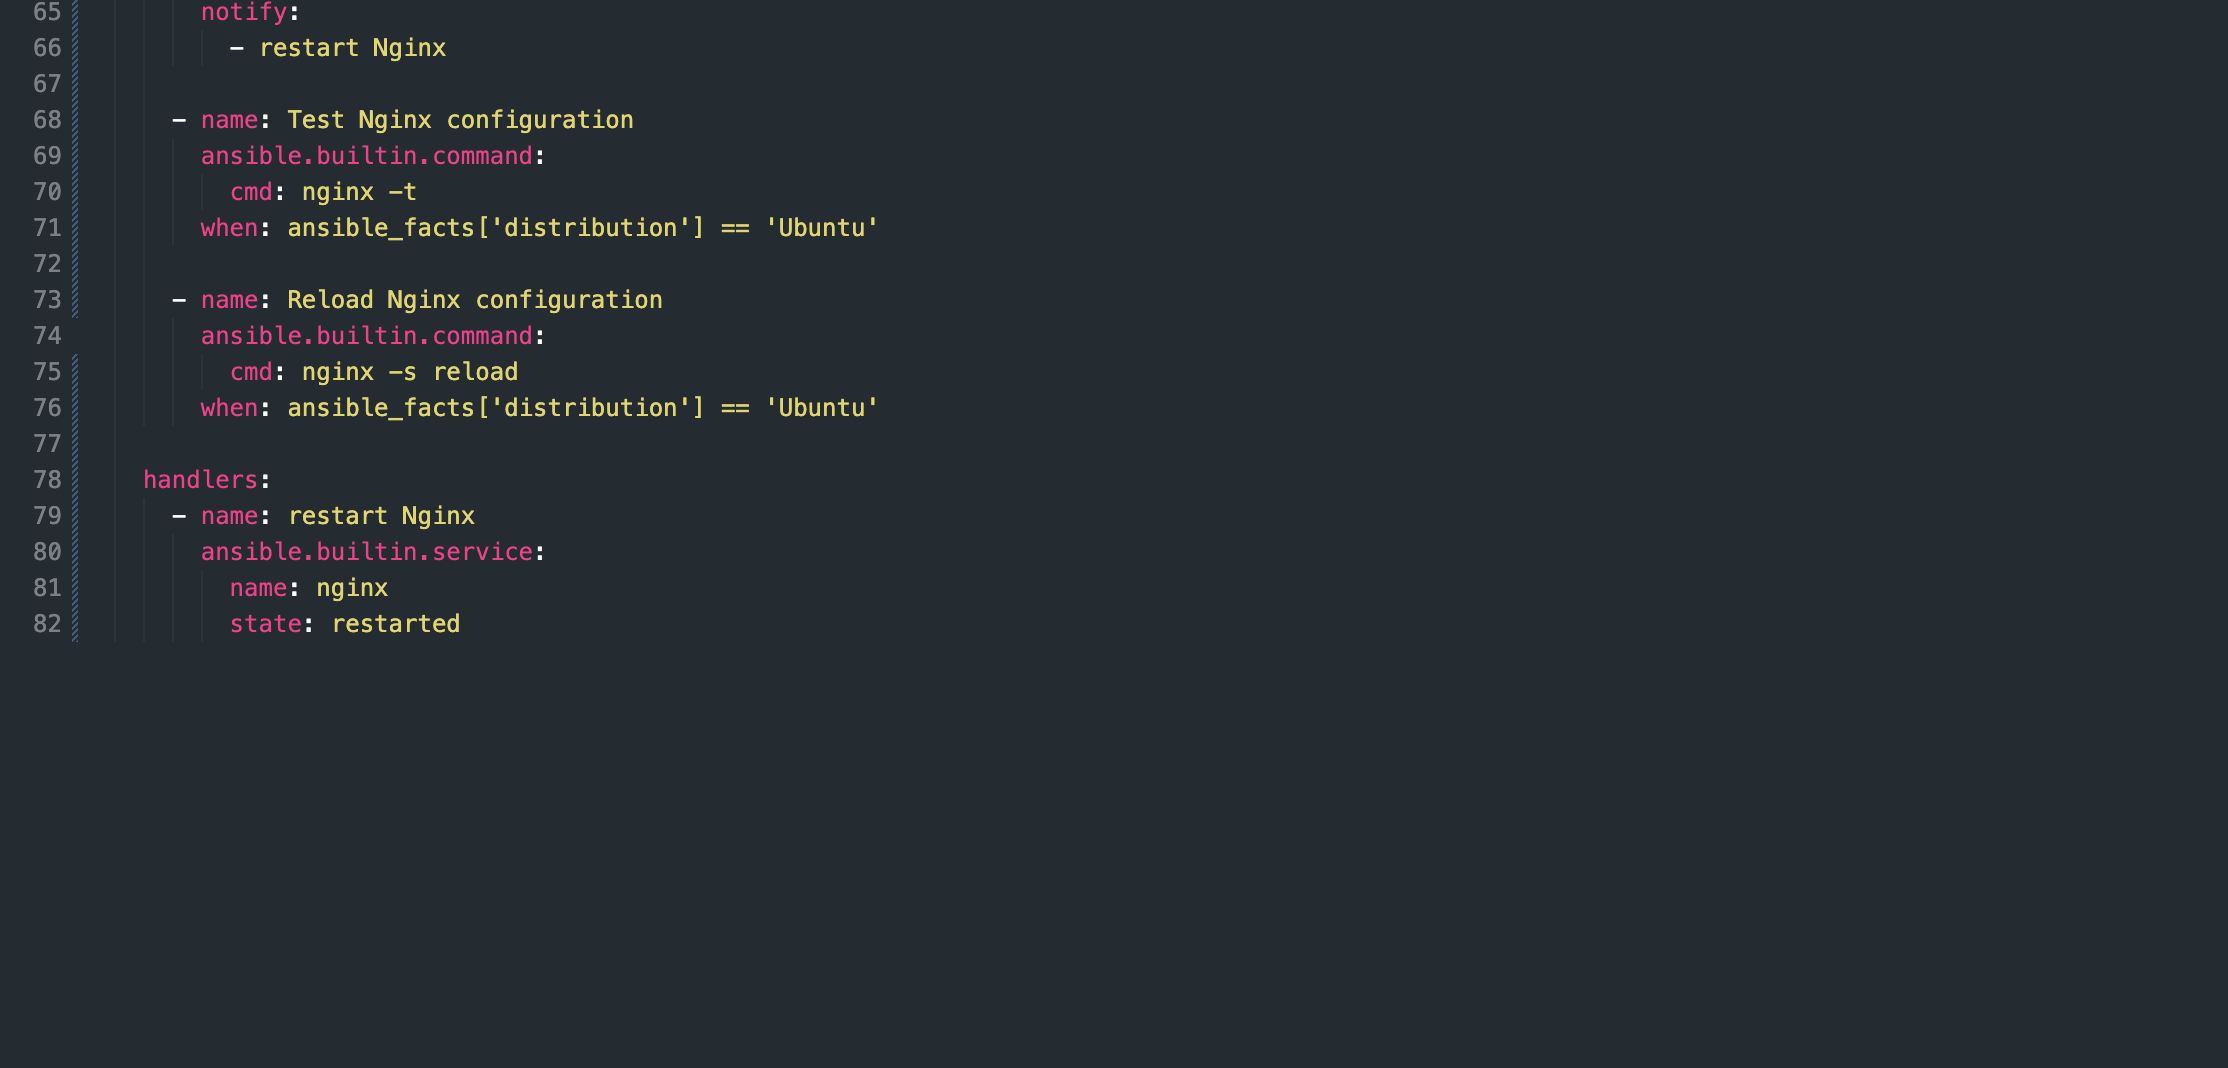 65 notify:
66 - restart Nginx
67
68 - name: Test Nginx configuration
69 ansible.builtin.command:
70 cmd: nginx -t
71 when: ansible_facts['distribution'] == 'Ubuntu'
72
73 - name: Reload Nginx configuration
74 ansible.builtin.command:
75 cmd: nginx -s reload
76 when: ansible_facts['distribution'] == 'Ubuntu'
77
78 handlers:
79 - name: restart Nginx
80 ansible.builtin.service:
81 name: nginx
82 state: restarted